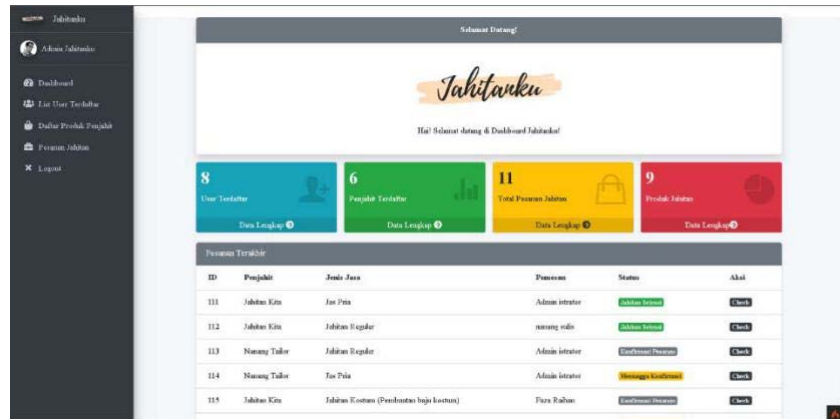 Jahitanku
Admin Jahitanku
Dashboard
List User Terdaftar
Daftar Produk Penjahit
Pesanan Jahitan
Logout
Selamat Datang!
Jahitanku
Hai! Selamat datang di Dashboard Jahitanku!
8
User Terdaftar
Data Lengkap
6
Penjahit Terdaftar
Data Lengkap
11
Total Pesanan Jahitan
Data Lengkap
9
Produk Jahitan
Data Lengkap
Pesanan Terakhir
ID Penjahit Jenis Jasa Pemesan Status Aksi
111 Jahitan Kita Jas Pria Admin istrator Jahitan Selesai Check
112 Jahitan Kita Jahitan Reguler nanang sulis Jahitan Selesai Check
113 Nanang Tailor Jahitan Reguler Admin istrator Konfirmasi Pesanan Check
114 Nanang Tailor Jas Pria Admin istrator Menunggu Konfirmasi Check
115 Jahitan Kita Jahitan Kostum (Pembuatan baju kostum) Faza Raihan Konfirmasi Pesanan Check